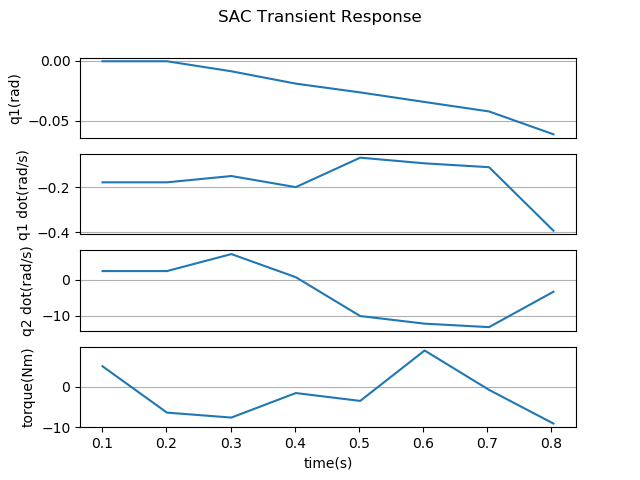 SAC Transient Response
0.00
−0.05
q1(rad)
−0.2
−0.4
q1 dot(rad/s)
0
−10
q2 dot(rad/s)
0
−10
torque(Nm)
0.1 0.2 0.3 0.4 0.5 0.6 0.7 0.8
time(s)